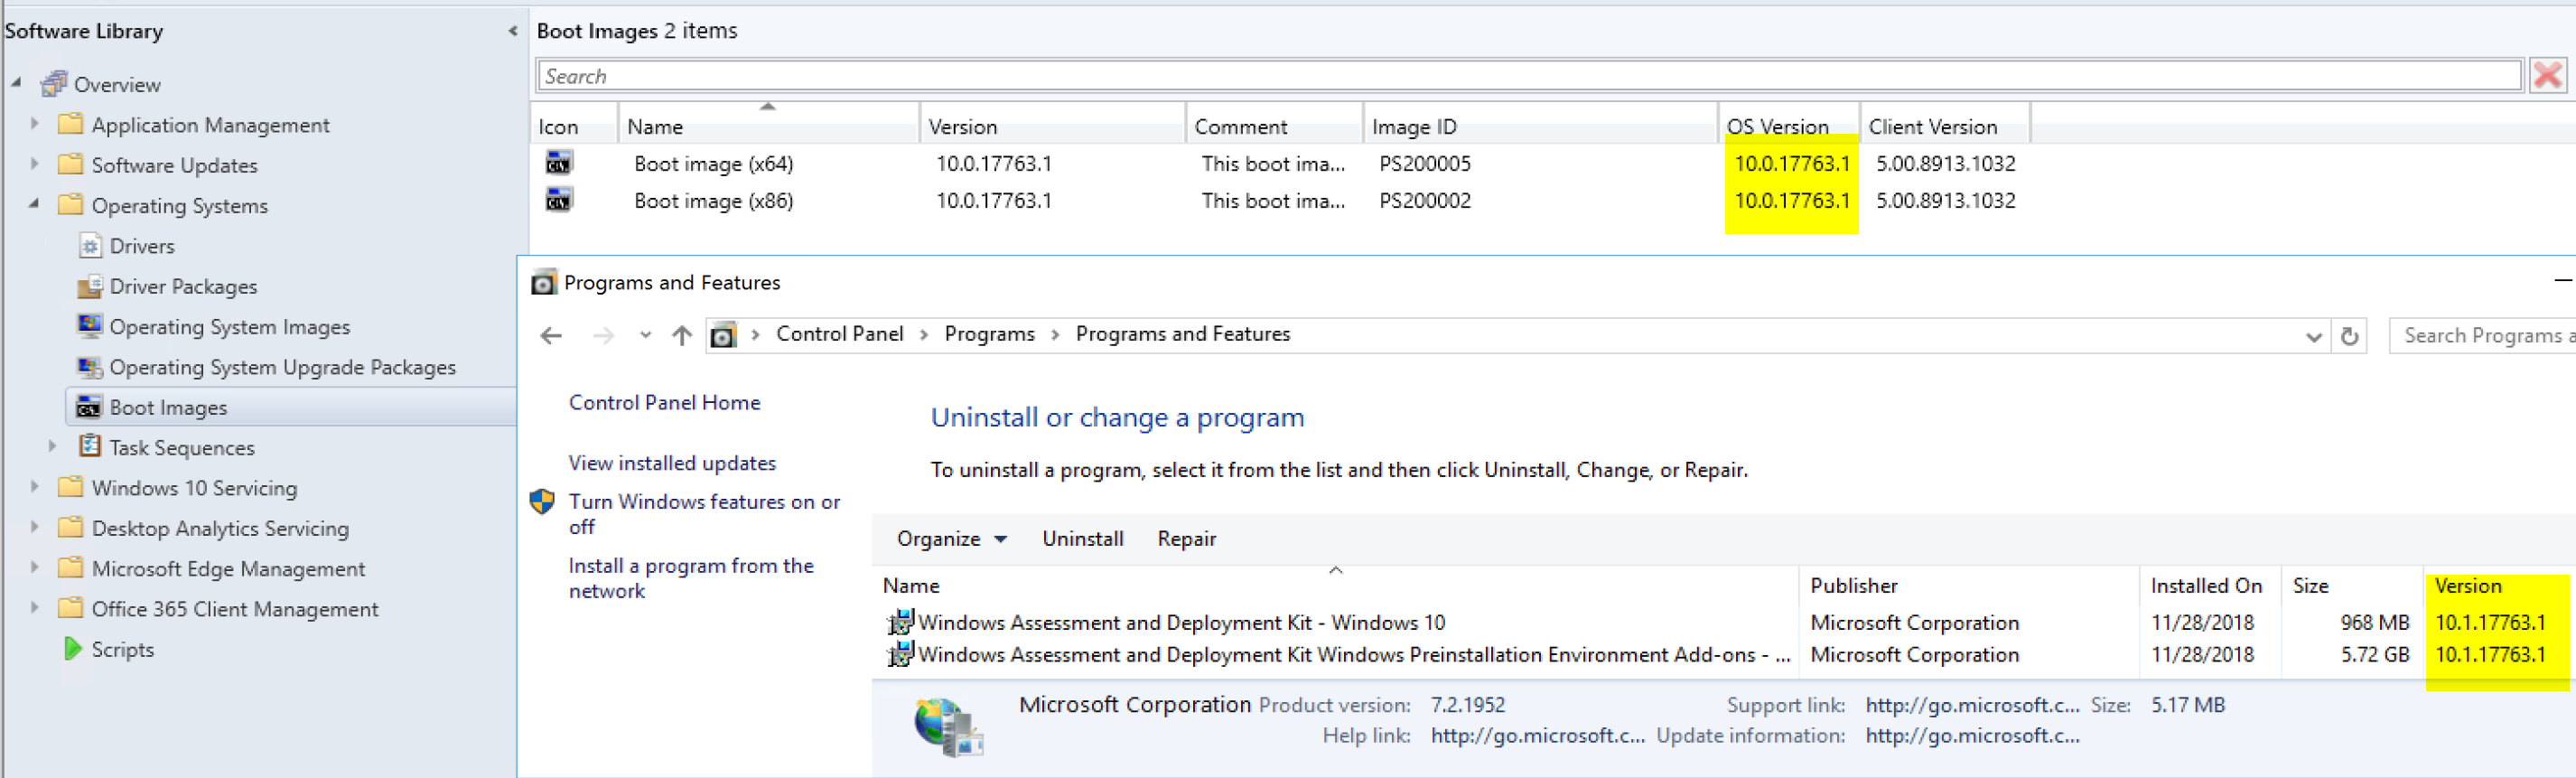 Software Library
Overview
Application Management
Software Updates
Operating Systems
Drivers
Driver Packages
Operating System Images
Operating System Upgrade Packages
Boot Images
Task Sequences
Windows 10 Servicing
Desktop Analytics Servicing
Microsoft Edge Management
Office 365 Client Management
Scripts
Boot Images 2 items
Search
Icon Name Version Comment Image ID OS Version Client Version
Boot image (x64) 10.0.17763.1 This boot ima... PS200005 10.0.17763.1 5.00.8913.1032
Boot image (x86) 10.0.17763.1 This boot ima... PS200002 10.0.17763.1 5.00.8913.1032
Programs and Features
Control Panel Programs Programs and Features
Search Programs a
Control Panel Home
View installed updates
Turn Windows features on or
off
Install a program from the
network
Uninstall or change a program
To uninstall a program, select it from the list and then click Uninstall, Change, or Repair.
Organize Uninstall Repair
Name Publisher Installed On Size Version
Windows Assessment and Deployment Kit - Windows 10 Microsoft Corporation 11/28/2018 968 MB 10.1.17763.1
Windows Assessment and Deployment Kit Windows Preinstallation Environment Add-ons - ... Microsoft Corporation 11/28/2018 5.72 GB 10.1.17763.1
Microsoft Corporation Product version: 7.2.1952 Support link: http://go.microsoft.c... Size: 5.17 MB
Help link: http://go.microsoft.c... Update information: http://go.microsoft.c...